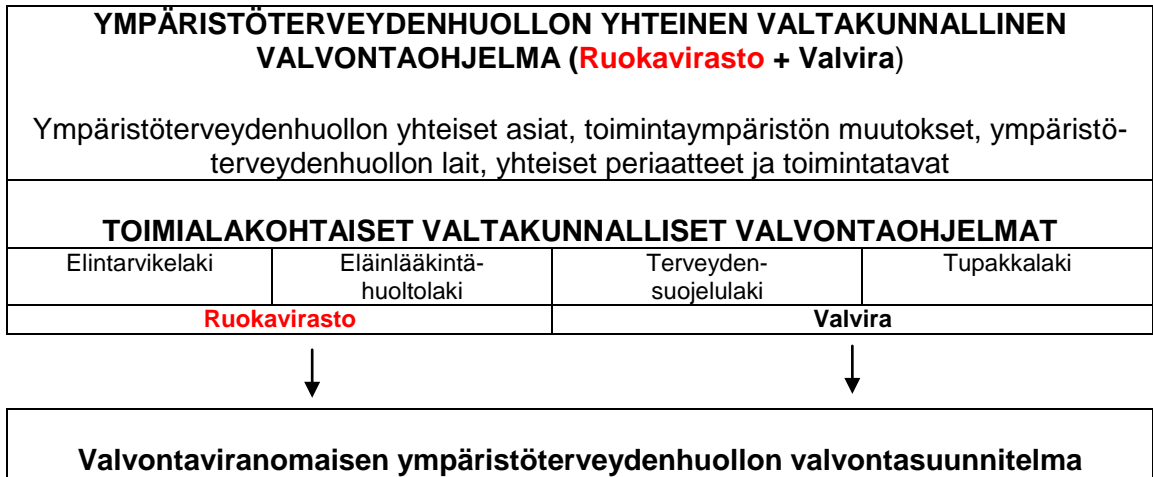 YMPÄRISTÖTERVEYDENHUOLLON YHTEINEN VALTAKUNNALLINEN
VALVONTAOHJELMA (Ruokavirasto + Valvira)
Ympäristöterveydenhuollon yhteiset asiat, toimintaympäristön muutokset, ympäristö-
terveydenhuollon lait, yhteiset periaatteet ja toimintatavat
TOIMIALAKOHTAISET VALTAKUNNALLISET VALVONTAOHJELMAT
Elintarvikelaki
Eläinlääkintä-
huoltolaki
Terveyden-
suojelulaki
Tupakkalaki
Ruokavirasto
Valvira
Valvontaviranomaisen ympäristöterveydenhuollon valvontasuunnitelma